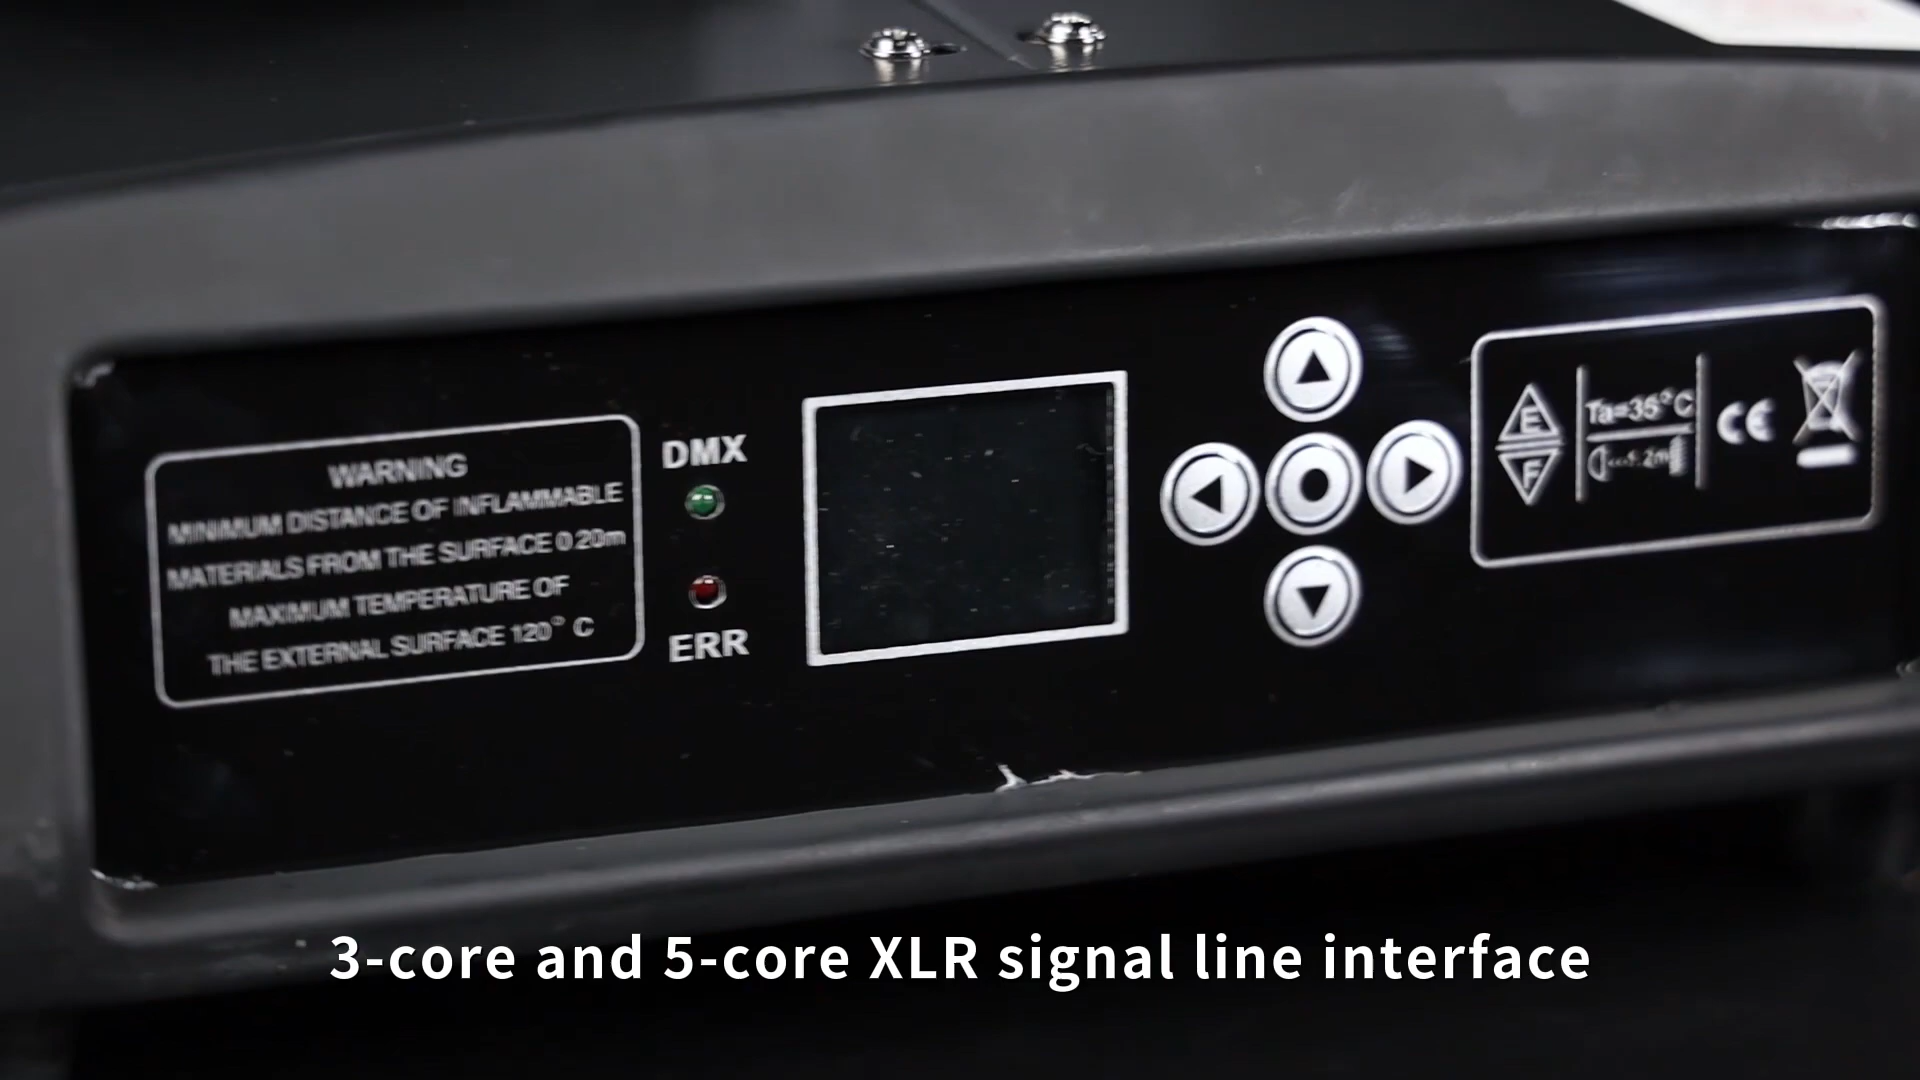 WARNING
MINIMUM DISTANCE OF INFLAMMABLE
MATERIALS FROM THE SURFACE 0.20m
MAXIMUM TEMPERATURE OF
THE EXTERNAL SURFACE 120° C
DMX
ERR
E
F
Ta=35°C
CE
3-core and 5-core XLR signal line interface